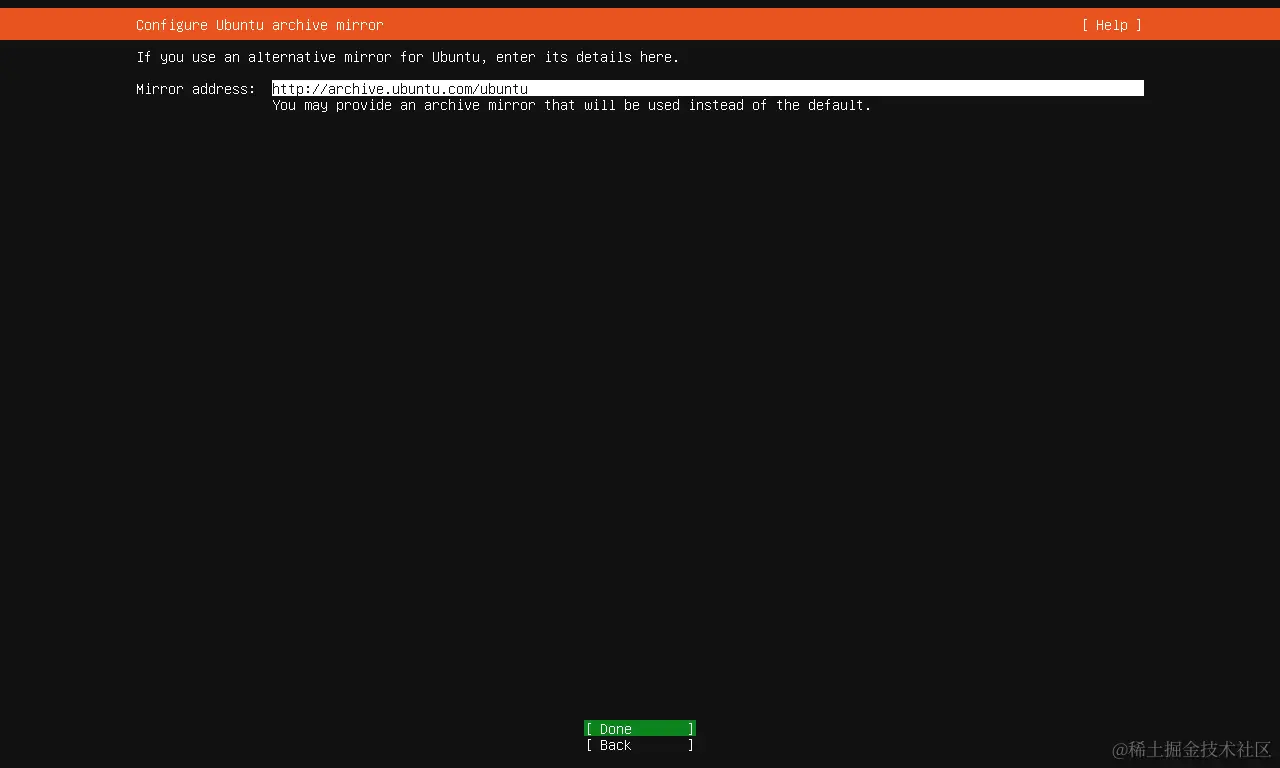 Configure Ubuntu archive mirror [ Help ]
If you use an alternative mirror for Ubuntu, enter its details here.
Mirror address: http://archive.ubuntu.com/ubuntu
You may provide an archive mirror that will be used instead of the default.
[ Done ]
[ Back ]
@稀土掘金技术社区